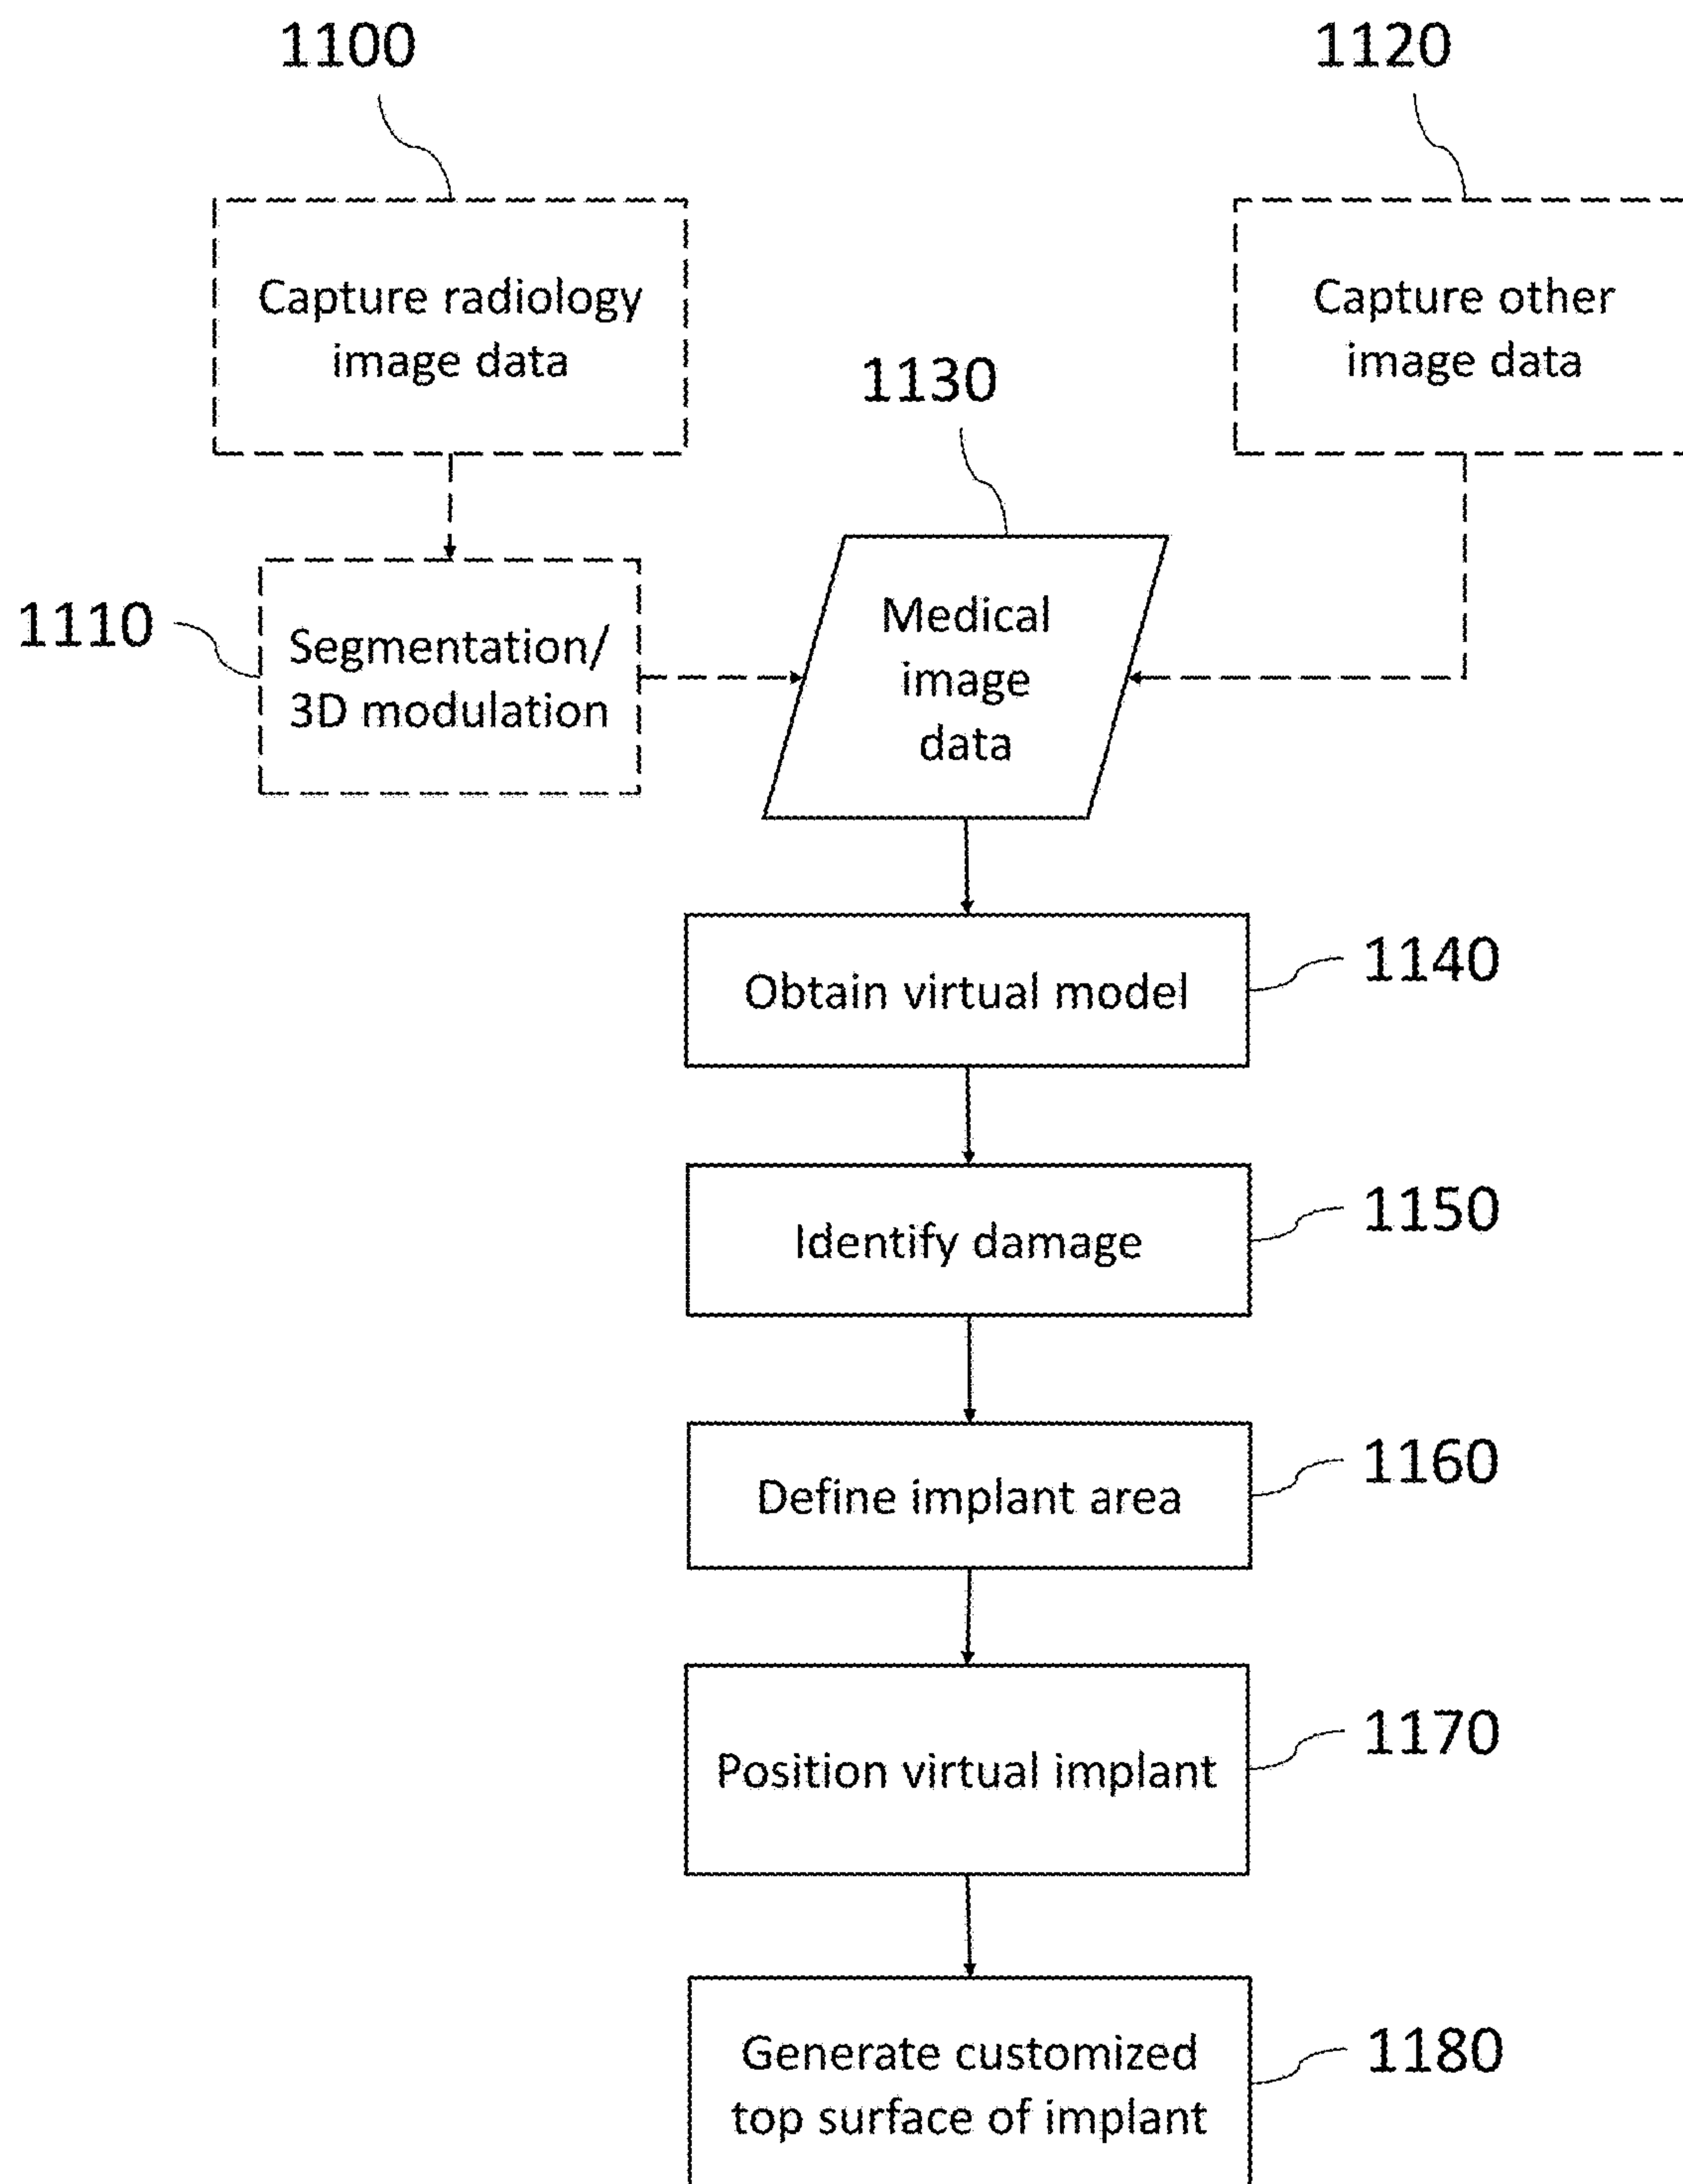 1100
1120
Capture radiology
image data
Capture other
image data
1130
1110
Segmentation/
3D modulation
Medical
image
data
Obtain virtual model
1140
Identify damage
1150
Define implant area
1160
Position virtual implant
1170
Generate customized
top surface of implant
1180